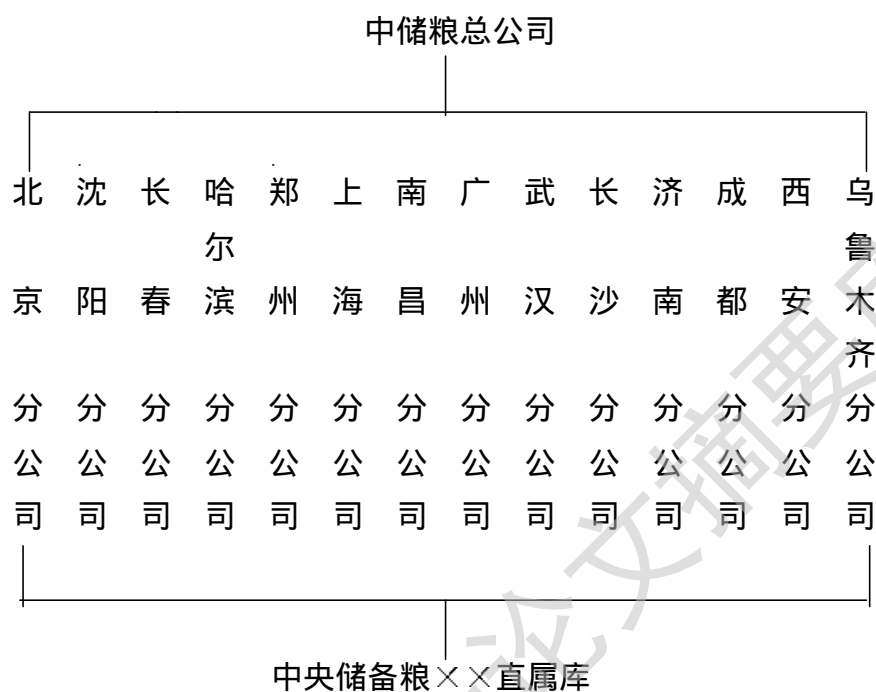 中储粮总公司
北京分公司
沈阳分公司
长春分公司
哈尔滨分公司
郑州分公司
上海分公司
南昌分公司
广州分公司
武汉分公司
长沙分公司
济南分公司
成都分公司
西安分公司
乌鲁木齐分公司
中央储备粮××直属库
论文摘要